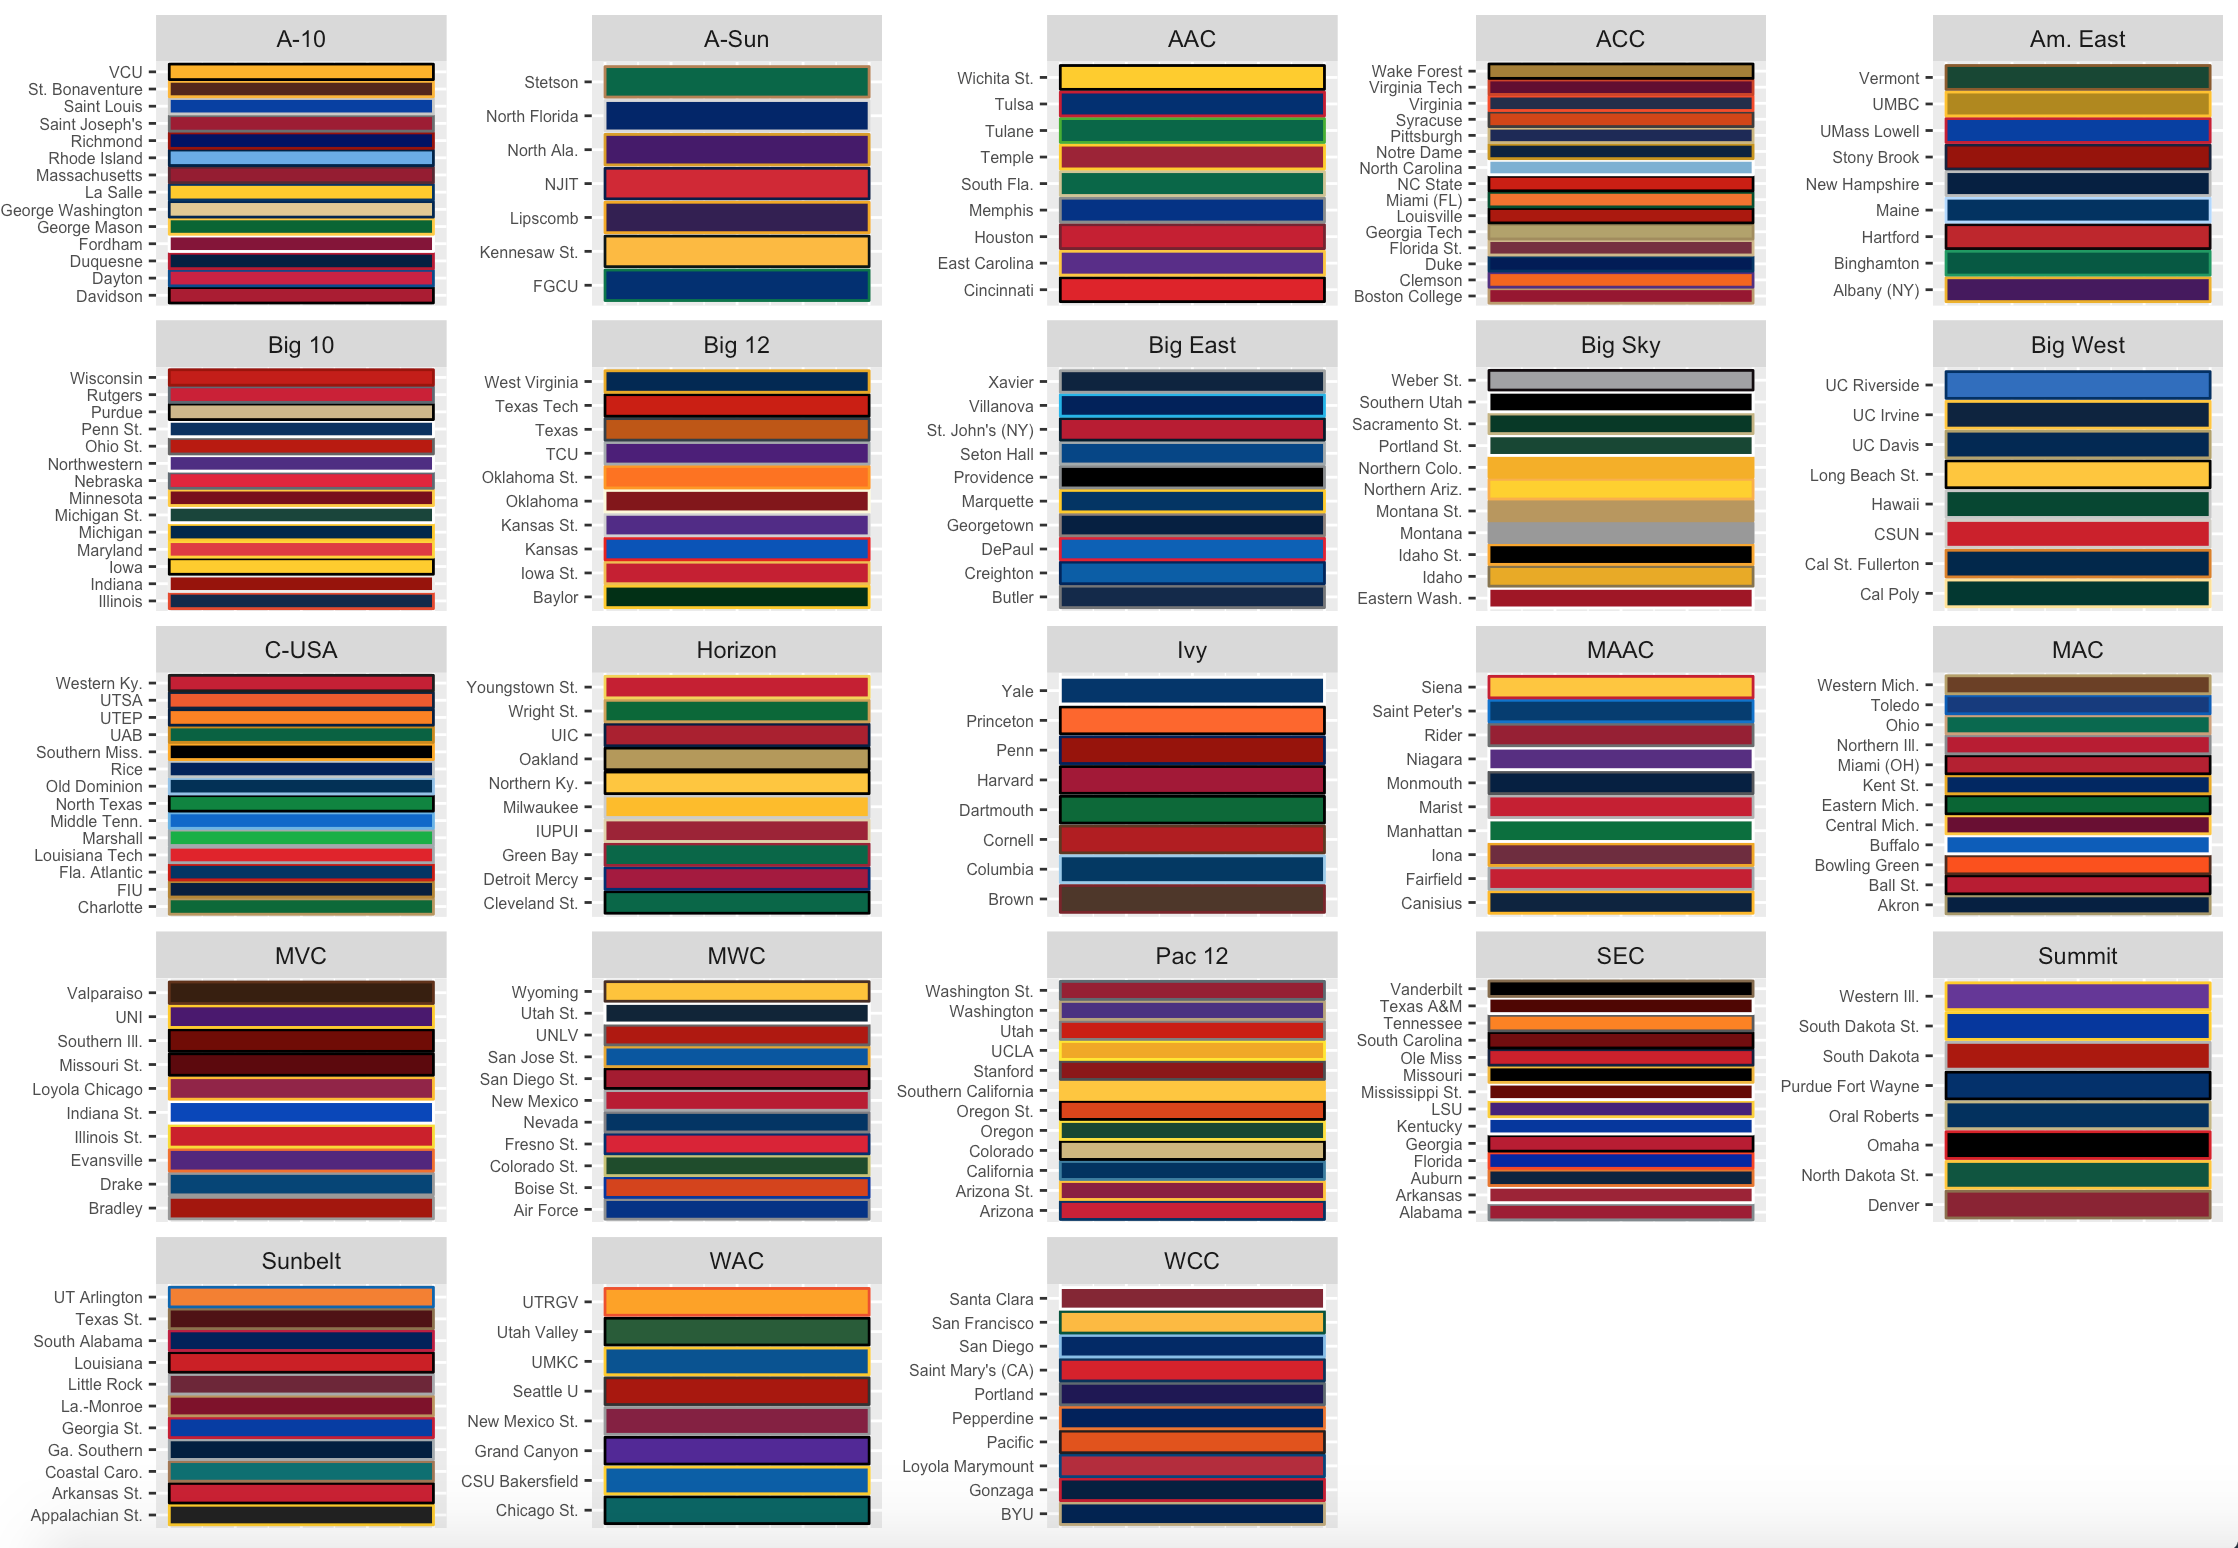 A-10
VCU
St. Bonaventure
Saint Louis
Saint Joseph's
Richmond
Rhode Island
Massachusetts
La Salle
George Washington
George Mason
Fordham
Duquesne
Dayton
Davidson
A-Sun
Stetson
North Florida
North Ala.
NJIT
Lipscomb
Kennesaw St.
FGCU
AAC
Wichita St.
Tulsa
Tulane
Temple
South Fla.
Memphis
Houston
East Carolina
Cincinnati
ACC
Wake Forest
Virginia Tech
Virginia
Syracuse
Pittsburgh
Notre Dame
North Carolina
NC State
Miami (FL)
Louisville
Georgia Tech
Florida St.
Duke
Clemson
Boston College
Am. East
Vermont
UMBC
UMass Lowell
Stony Brook
New Hampshire
Maine
Hartford
Binghamton
Albany (NY)
Big 10
Wisconsin
Rutgers
Purdue
Penn St.
Ohio St.
Northwestern
Nebraska
Minnesota
Michigan St.
Michigan
Maryland
Iowa
Indiana
Illinois
Big 12
West Virginia
Texas Tech
Texas
TCU
Oklahoma St.
Oklahoma
Kansas St.
Kansas
Iowa St.
Baylor
Big East
Xavier
Villanova
St. John's (NY)
Seton Hall
Providence
Marquette
Georgetown
DePaul
Creighton
Butler
Big Sky
Weber St.
Southern Utah
Sacramento St.
Portland St.
Northern Colo.
Northern Ariz.
Montana St.
Montana
Idaho St.
Idaho
Eastern Wash.
Big West
UC Riverside
UC Irvine
UC Davis
Long Beach St.
Hawaii
CSUN
Cal St. Fullerton
Cal Poly
C-USA
Western Ky.
UTSA
UTEP
UAB
Southern Miss.
Rice
Old Dominion
North Texas
Middle Tenn.
Marshall
Louisiana Tech
Fla. Atlantic
FIU
Charlotte
Horizon
Youngstown St.
Wright St.
UIC
Oakland
Northern Ky.
Milwaukee
IUPUI
Green Bay
Detroit Mercy
Cleveland St.
Ivy
Yale
Princeton
Penn
Harvard
Dartmouth
Cornell
Columbia
Brown
MAAC
Siena
Saint Peter's
Rider
Niagara
Monmouth
Marist
Manhattan
Iona
Fairfield
Canisius
MAC
Western Mich.
Toledo
Ohio
Northern Ill.
Miami (OH)
Kent St.
Eastern Mich.
Central Mich.
Buffalo
Bowling Green
Ball St.
Akron
MVC
Valparaiso
UNI
Southern Ill.
Missouri St.
Loyola Chicago
Indiana St.
Illinois St.
Evansville
Drake
Bradley
MWC
Wyoming
Utah St.
UNLV
San Jose St.
San Diego St.
New Mexico
Nevada
Fresno St.
Colorado St.
Boise St.
Air Force
Pac 12
Washington St.
Washington
Utah
UCLA
Stanford
Southern California
Oregon St.
Oregon
Colorado
California
Arizona St.
Arizona
SEC
Vanderbilt
Texas A&M
Tennessee
South Carolina
Ole Miss
Missouri
Mississippi St.
LSU
Kentucky
Georgia
Florida
Auburn
Arkansas
Alabama
Summit
Western Ill.
South Dakota St.
South Dakota
Purdue Fort Wayne
Oral Roberts
Omaha
North Dakota St.
Denver
Sunbelt
UT Arlington
Texas St.
South Alabama
Louisiana
Little Rock
La.-Monroe
Georgia St.
Ga. Southern
Coastal Caro.
Arkansas St.
Appalachian St.
WAC
UTRGV
Utah Valley
UMKC
Seattle U
New Mexico St.
Grand Canyon
CSU Bakersfield
Chicago St.
WCC
Santa Clara
San Francisco
San Diego
Saint Mary's (CA)
Portland
Pepperdine
Pacific
Loyola Marymount
Gonzaga
BYU